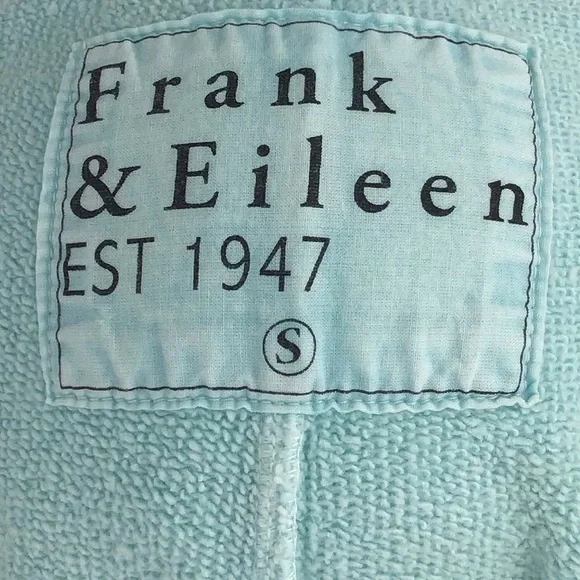 Frank
& Eileen
EST 1947
S